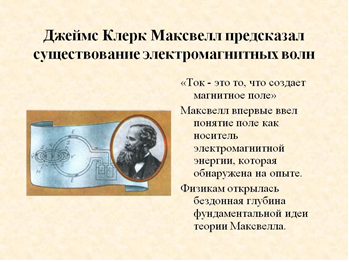 Джеймс Клерк Максвелл предсказал
существование электромагнитных волн
«Ток - это то, что создает
магнитное поле»
Максвелл впервые ввел
понятие поле как
носитель
электромагнитной
энергии, которая
обнаружена на опыте.
Физикам открылась
бездонная глубина
фундаментальной идеи
теории Максвелла.